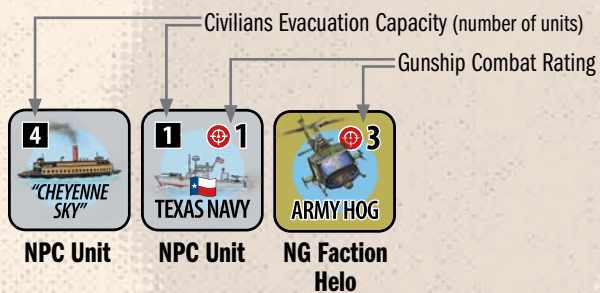 Civilians Evacuation Capacity (number of units)
Gunship Combat Rating
4
"CHEYENNE
SKY"
NPC Unit
1 1
TEXAS NAVY
NPC Unit
3
ARMY HOG
NG Faction
Helo